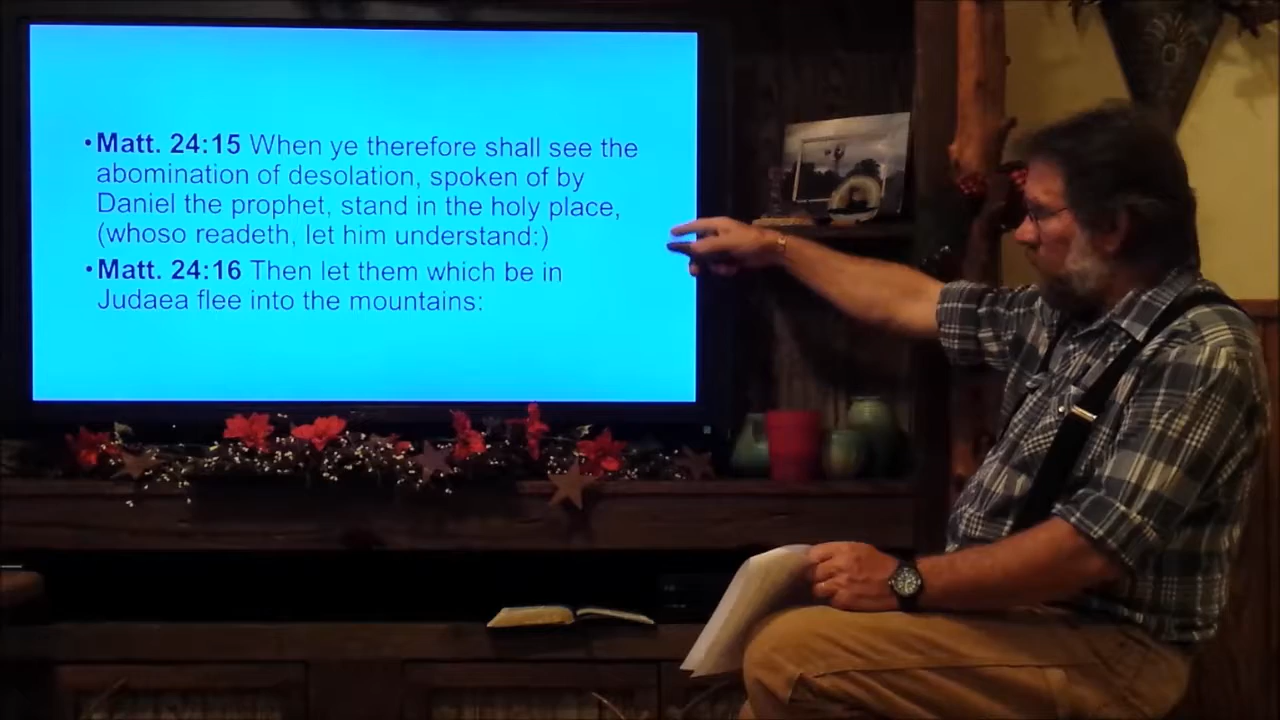 •Matt. 24:15 When ye therefore shall see the
abomination of desolation, spoken of by
Daniel the prophet, stand in the holy place,
(whoso readeth, let him understand:)
•Matt. 24:16 Then let them which be in
Judaea flee into the mountains: